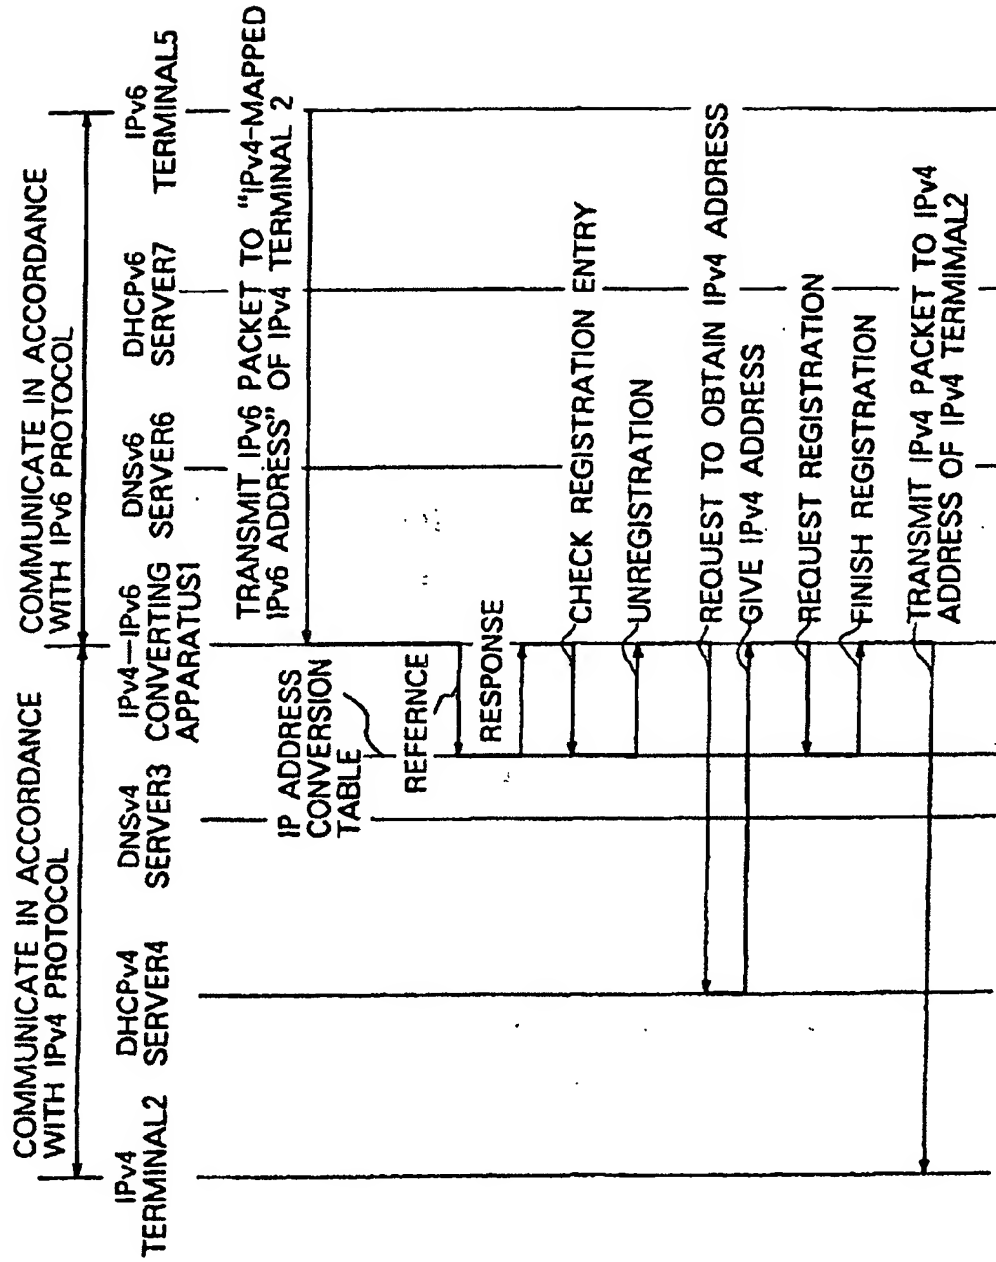 COMMUNICATE IN ACCORDANCE
WITH IPv4 PROTOCOL
COMMUNICATE IN ACCORDANCE
WITH IPv6 PROTOCOL
IPv4
TERMINAL2
DHCPv4
SERVER4
DNSv4
SERVER3
IPv4—IPv6
CONVERTING
APPARATUS1
DNSv6
SERVER6
DHCPv6
SERVER7
IPv6
TERMINAL5
TRANSMIT IPv6 PACKET TO "IPv4-MAPPED
IPv6 ADDRESS" OF IPv4 TERMINAL 2
IP ADDRESS
CONVERSION
TABLE
REFERNCE
RESPONSE
CHECK REGISTRATION ENTRY
UNREGISTRATION
REQUEST TO OBTAIN IPv4 ADDRESS
GIVE IPv4 ADDRESS
REQUEST REGISTRATION
FINISH REGISTRATION
TRANSMIT IPv4 PACKET TO IPv4
ADDRESS OF IPv4 TERMIMAL2